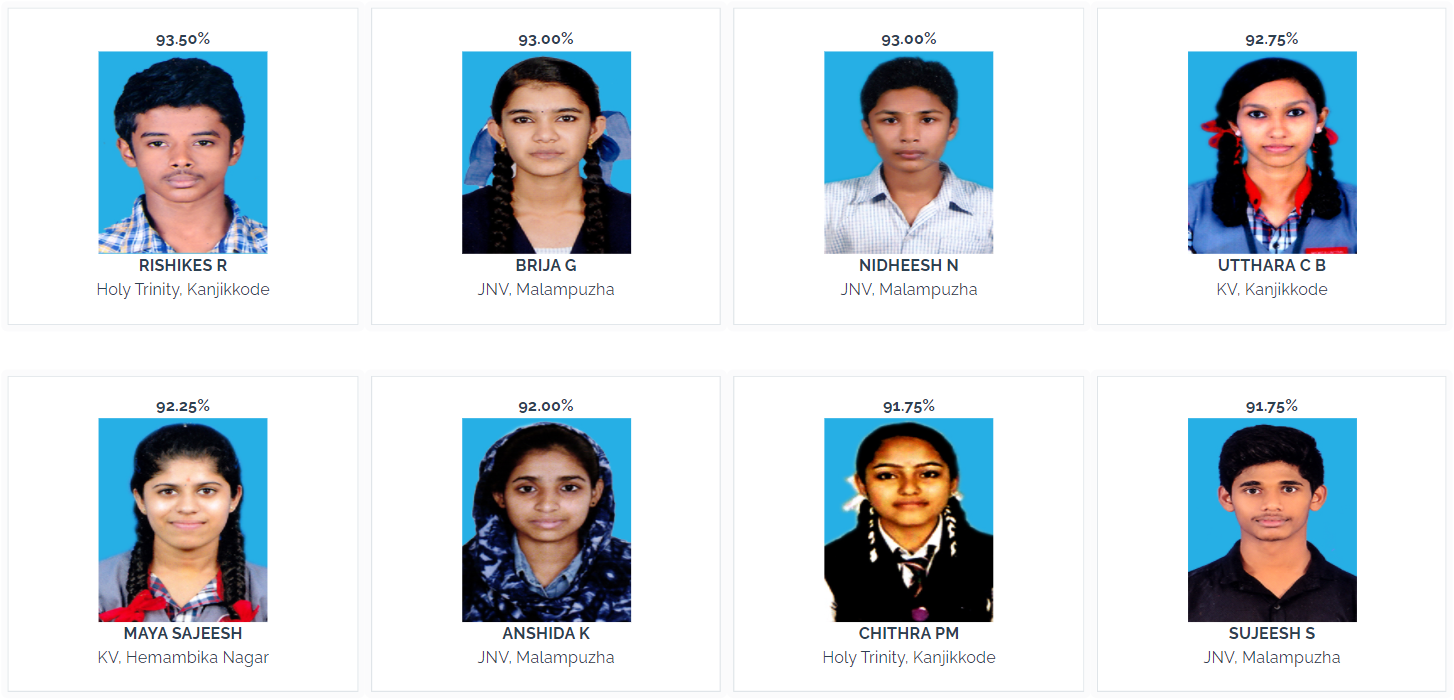 93.50%
93.00%
93.00%
92.75%
RISHIKES R
BRIJA G
NIDHEESH N
UTTHARA C B
Holy Trinity, Kanjikkode
JNV, Malampuzha
JNV, Malampuzha
KV, Kanjikkode
92.25%
92.00%
91.75%
91.75%
MAYA SAJEESH
ANSHIDA K
CHITHRA PM
SUJEESH S
KV, Hemambika Nagar
JNV, Malampuzha
Holy Trinity, Kanjikkode
JNV, Malampuzha